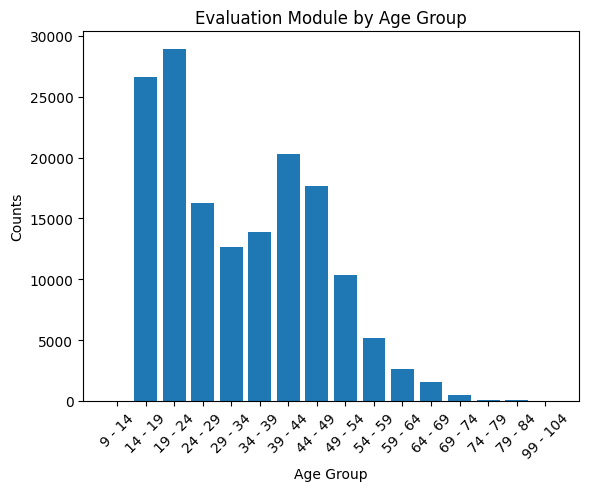 Evaluation Module by Age Group
30000
25000
20000
15000
10000
5000
0
Counts
9 - 14
14 - 19
19 - 24
24 - 29
29 - 34
34 - 39
39 - 44
44 - 49
49 - 54
54 - 59
59 - 64
64 - 69
69 - 74
74 - 79
79 - 84
99 - 104
Age Group